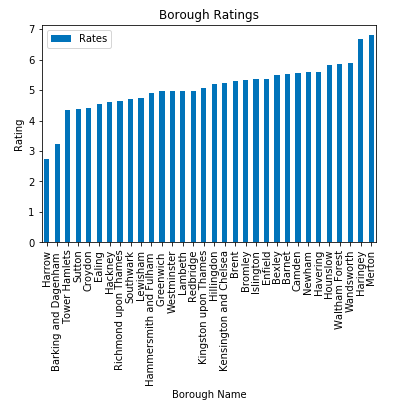 Borough Ratings
Rates
Rating
7
6
5
4
3
2
1
0
Harrow
Barking and Dagenham
Tower Hamlets
Sutton
Croydon
Ealing
Hackney
Richmond upon Thames
Southwark
Lewisham
Hammersmith and Fulham
Greenwich
Westminster
Lambeth
Redbridge
Kingston upon Thames
Hillingdon
Kensington and Chelsea
Brent
Bromley
Islington
Enfield
Bexley
Barnet
Camden
Newham
Havering
Hounslow
Waltham Forest
Wandsworth
Haringey
Merton
Borough Name